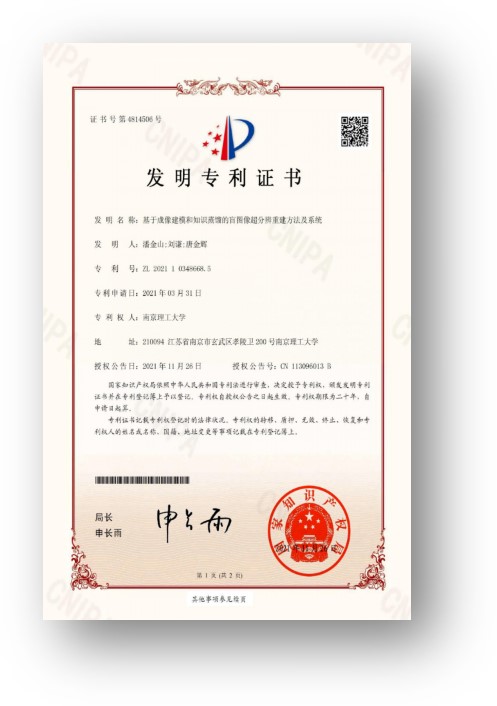 证书号第4814506号
发明专利证书
发 明 名 称：基于成像建模和知识蒸馏的盲图像超分辨重建方法及系统
发 明 人：潘金山;刘谦;唐金辉
专 利 号：ZL 2021 1 0348668.5
专利申请日：2021年03月31日
专 利 权 人：南京理工大学
地 址：210094 江苏省南京市玄武区孝陵卫200号南京理工大学
授权公告日：2021年11月26日 授权公告号：CN 113096013 B
国家知识产权局依照中华人民共和国专利法进行审查，决定授予专利权，颁发发明专利
证书并在专利登记簿上予以登记。专利权自授权公告之日起生效。专利权期限为二十年，自
申请日起算。
专利证书记载专利权登记时的法律状况。专利权的转移、质押、无效、终止、恢复和专
利权人的姓名或名称、国籍、地址变更等事项记载在专利登记簿上。
局长
申长雨
申长雨
国家知识产权局
2021年11月26日
第 1 页 (共 2 页)
其他事项参见续页
CNIPA